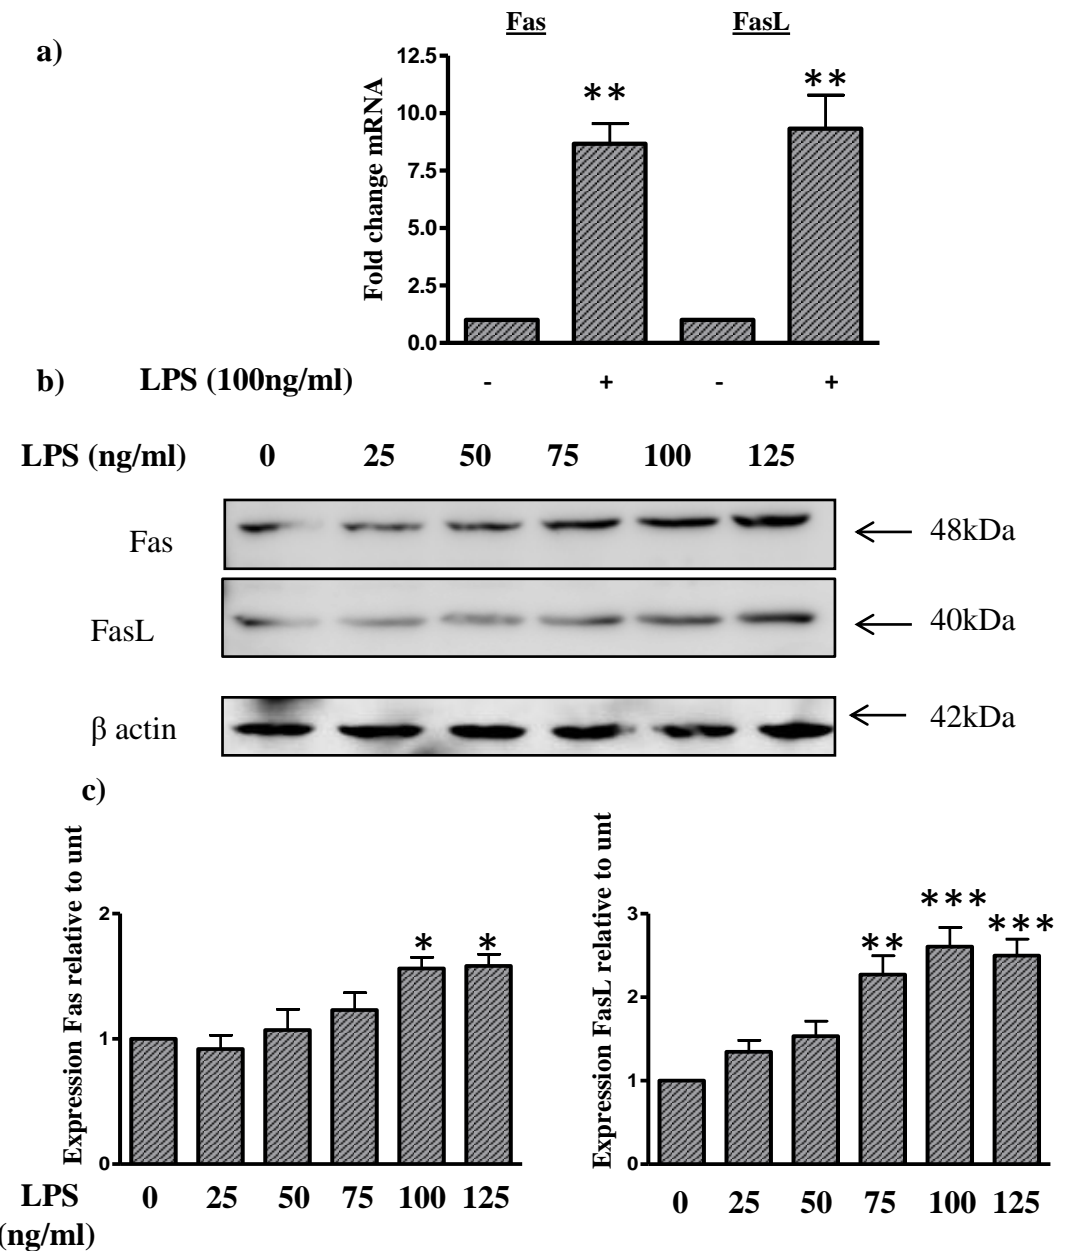 a)
Fas FasL
Fold change mRNA
12.5
10.0
7.5
5.0
2.5
0.0
** **
b) LPS (100ng/ml) - + - +
LPS (ng/ml) 0 25 50 75 100 125
Fas 48kDa
FasL 40kDa
β actin 42kDa
c)
Expression Fas relative to unt
2
1
0
* *
LPS 0 25 50 75 100 125
(ng/ml)
Expression FasL relative to unt
3
2
1
0
** *** ***
0 25 50 75 100 125